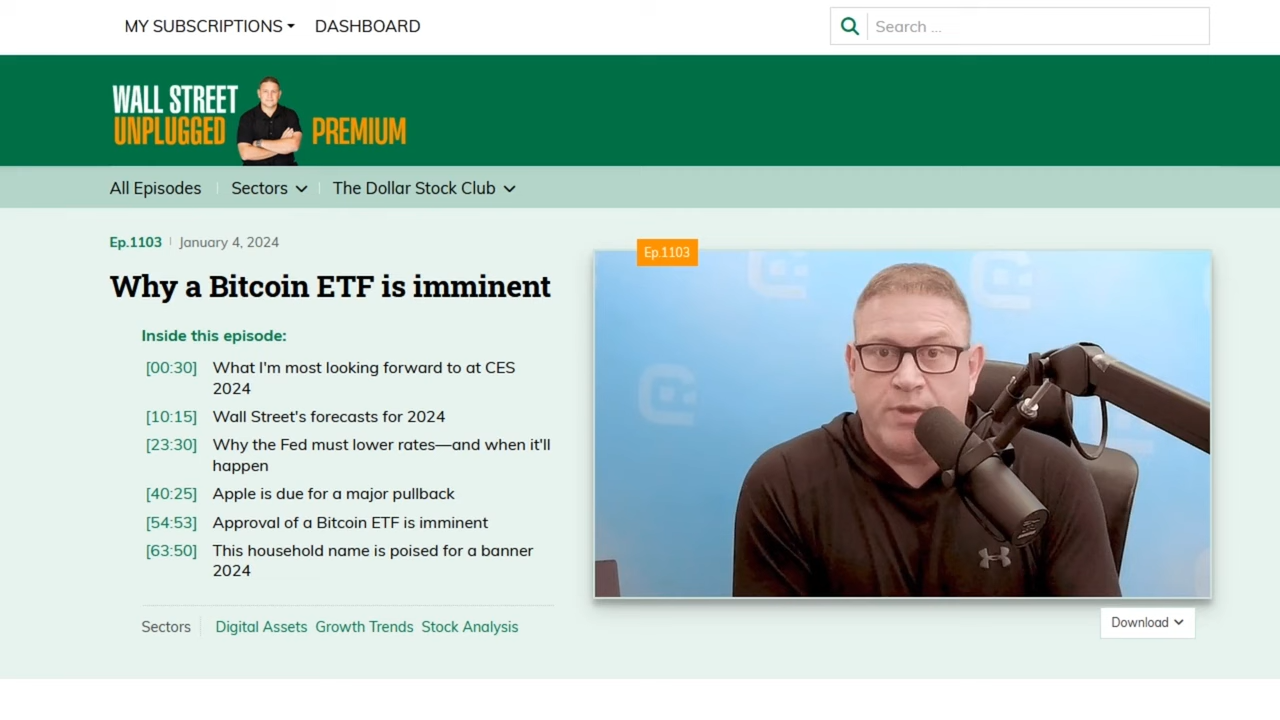 MY SUBSCRIPTIONS
DASHBOARD
Search ...
WALL STREET
UNPLUGGED
PREMIUM
All Episodes
Sectors
The Dollar Stock Club
Ep.1103
January 4, 2024
Why a Bitcoin ETF is imminent
Inside this episode:
[00:30] What I'm most looking forward to at CES
2024
[10:15] Wall Street's forecasts for 2024
[23:30] Why the Fed must lower rates—and when it'll
happen
[40:25] Apple is due for a major pullback
[54:53] Approval of a Bitcoin ETF is imminent
[63:50] This household name is poised for a banner
2024
Sectors
Digital Assets Growth Trends Stock Analysis
Ep.1103
Download